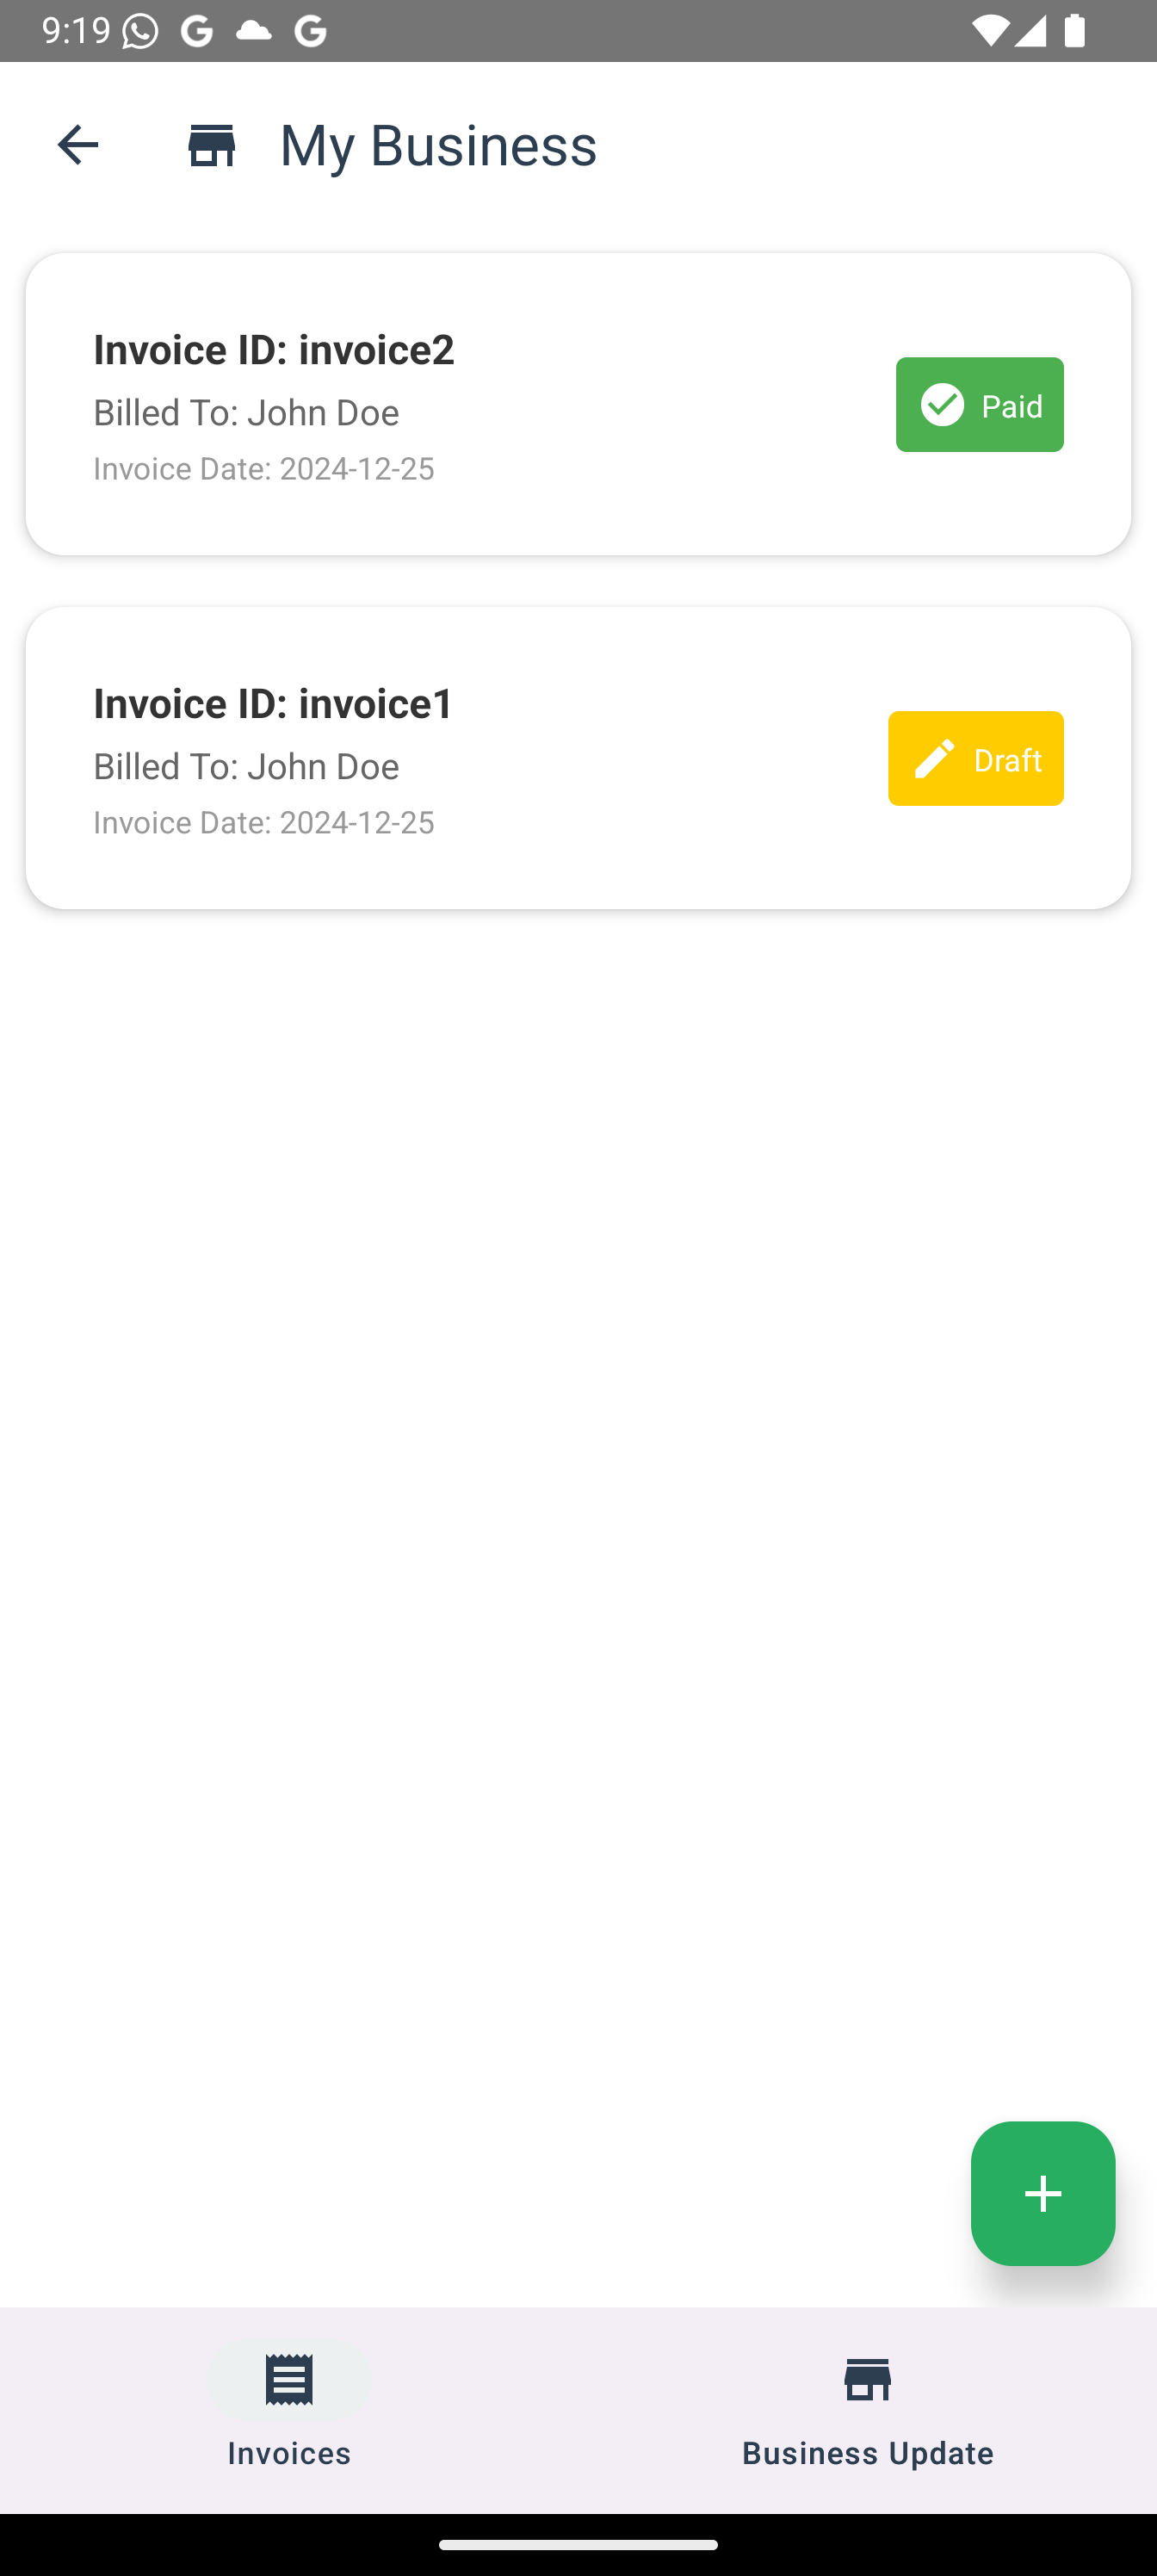 9:19
My Business
Invoice ID: invoice2
Billed To: John Doe
Invoice Date: 2024-12-25
Paid
Invoice ID: invoice1
Billed To: John Doe
Invoice Date: 2024-12-25
Draft
Invoices
Business Update